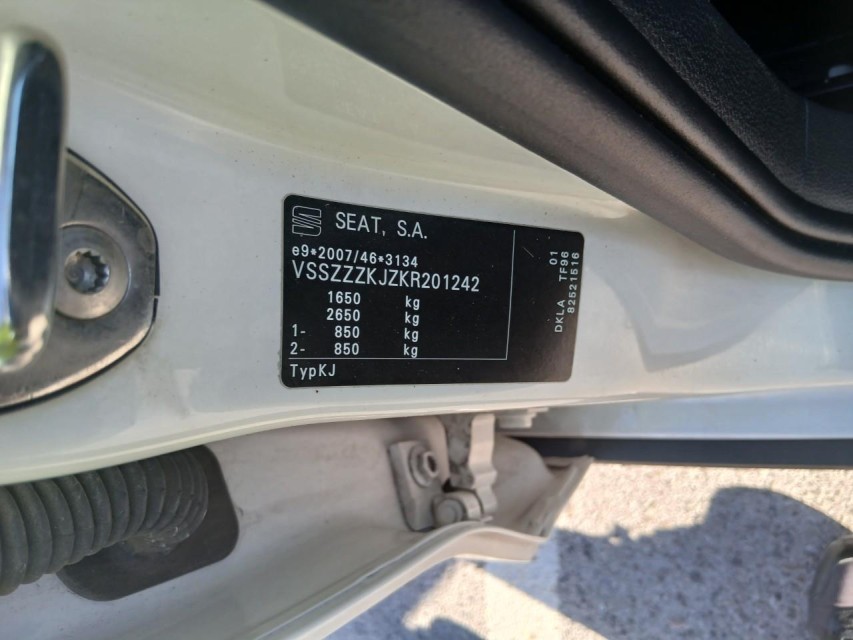 SEAT, S.A.
e9*2007/46*3134
VSSZZZKJZKR201242
1650 kg
2650 kg
1- 850 kg
2- 850 kg
TypKJ
01
DKLA TF96
82521516